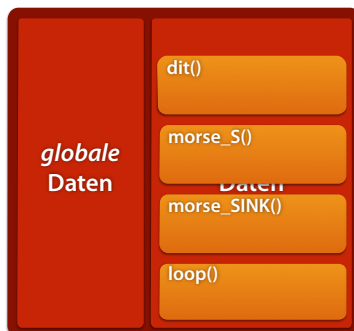 globale
Daten
dit()
morse_S()
Daten
morse_SINK()
loop()